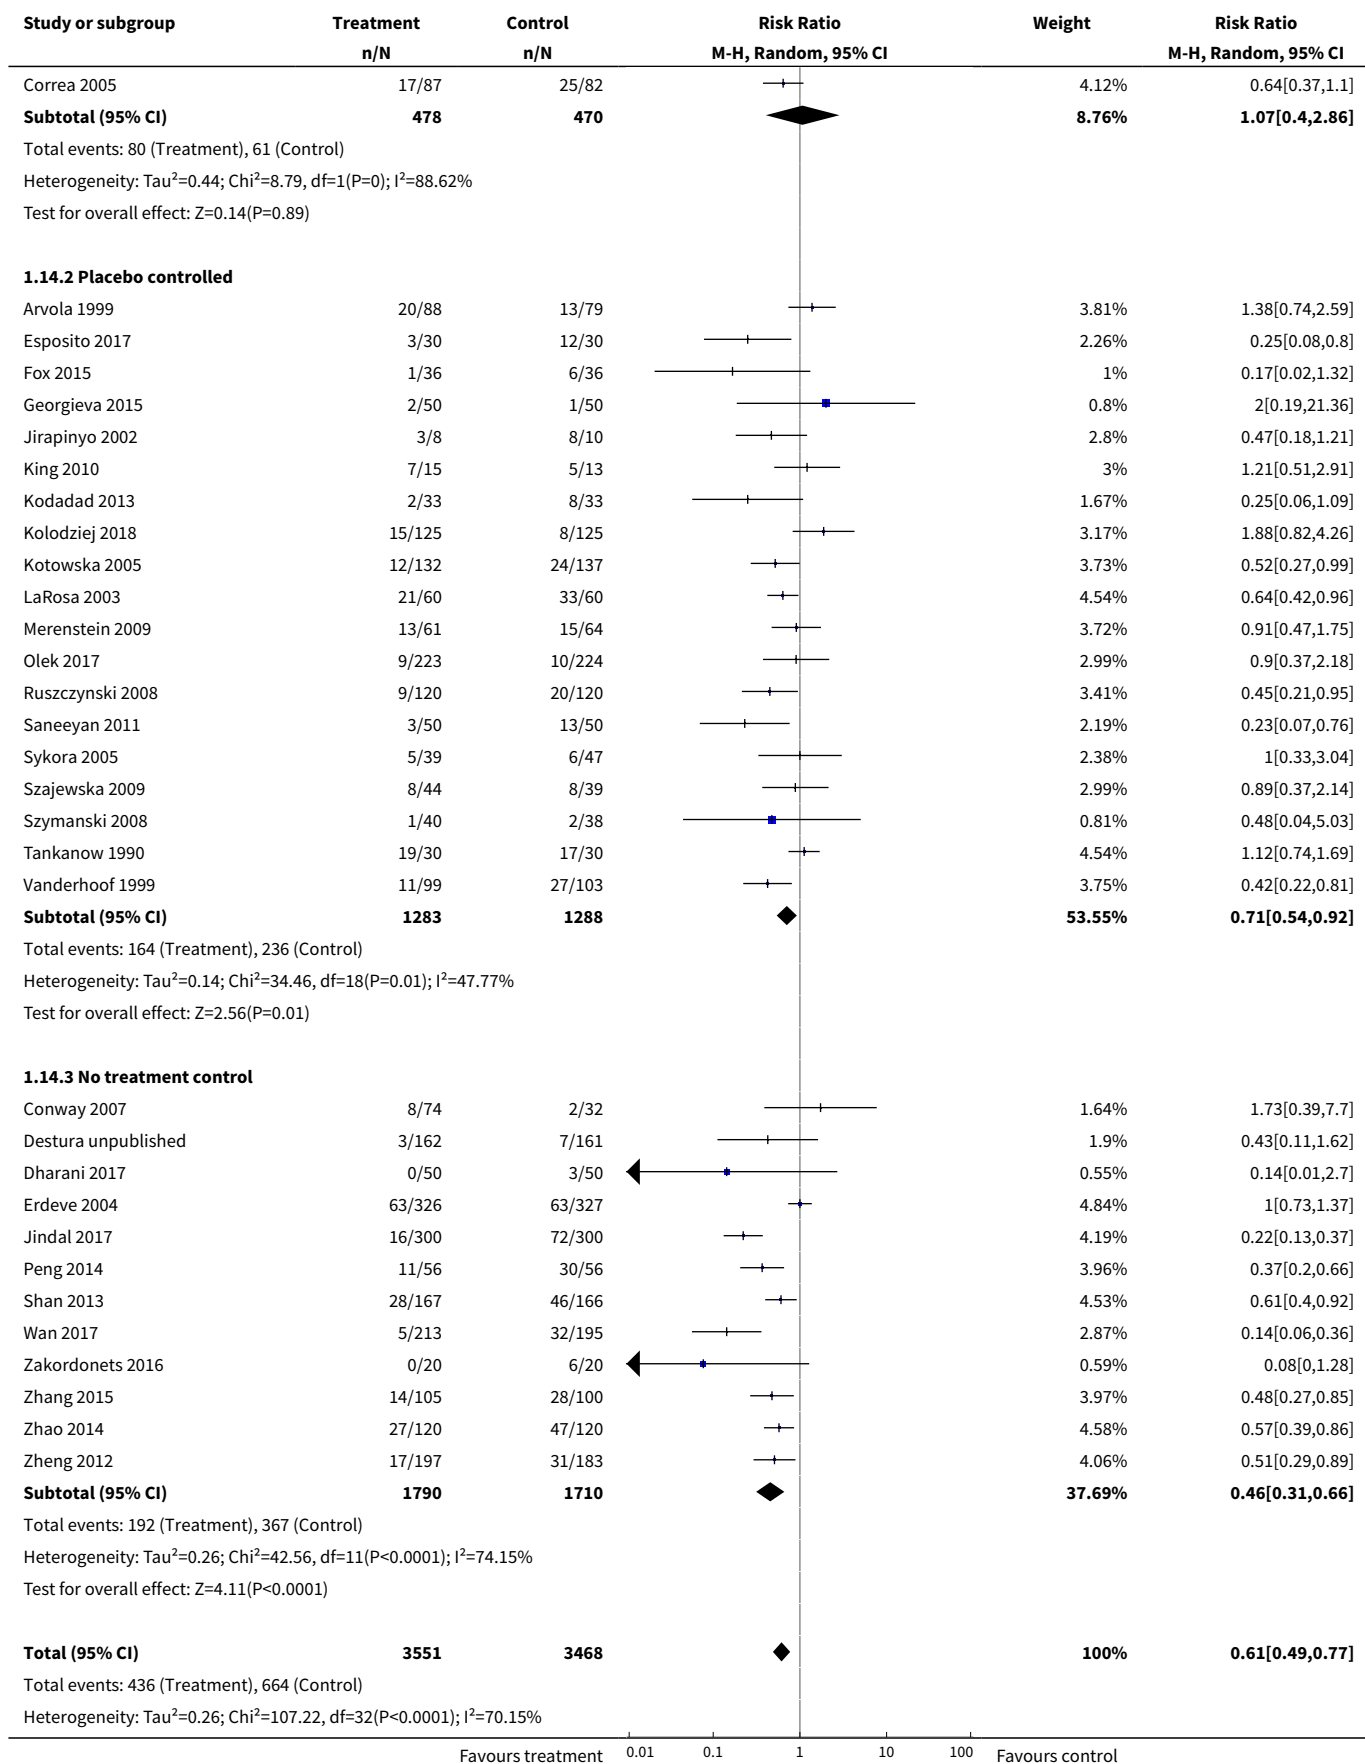 Study or subgroup Treatment Control Risk Ratio Weight Risk Ratio
n/N n/N M-H, Random, 95% CI M-H, Random, 95% CI
Correa 2005 17/87 25/82 4.12% 0.64[0.37,1.1]
Subtotal (95% CI) 478 470 8.76% 1.07[0.4,2.86]
Total events: 80 (Treatment), 61 (Control)
Heterogeneity: Tau²=0.44; Chi²=8.79, df=1(P=0); I²=88.62%
Test for overall effect: Z=0.14(P=0.89)
1.14.2 Placebo controlled
Arvola 1999 20/88 13/79 3.81% 1.38[0.74,2.59]
Esposito 2017 3/30 12/30 2.26% 0.25[0.08,0.8]
Fox 2015 1/36 6/36 1% 0.17[0.02,1.32]
Georgieva 2015 2/50 1/50 0.8% 2[0.19,21.36]
Jirapinyo 2002 3/8 8/10 2.8% 0.47[0.18,1.21]
King 2010 7/15 5/13 3% 1.21[0.51,2.91]
Kodadad 2013 2/33 8/33 1.67% 0.25[0.06,1.09]
Kolodziej 2018 15/125 8/125 3.17% 1.88[0.82,4.26]
Kotowska 2005 12/132 24/137 3.73% 0.52[0.27,0.99]
LaRosa 2003 21/60 33/60 4.54% 0.64[0.42,0.96]
Merenstein 2009 13/61 15/64 3.72% 0.91[0.47,1.75]
Olek 2017 9/223 10/224 2.99% 0.9[0.37,2.18]
Ruszczynski 2008 9/120 20/120 3.41% 0.45[0.21,0.95]
Saneeyan 2011 3/50 13/50 2.19% 0.23[0.07,0.76]
Sykora 2005 5/39 6/47 2.38% 1[0.33,3.04]
Szajewska 2009 8/44 8/39 2.99% 0.89[0.37,2.14]
Szymanski 2008 1/40 2/38 0.81% 0.48[0.04,5.03]
Tankanow 1990 19/30 17/30 4.54% 1.12[0.74,1.69]
Vanderhoof 1999 11/99 27/103 3.75% 0.42[0.22,0.81]
Subtotal (95% CI) 1283 1288 53.55% 0.71[0.54,0.92]
Total events: 164 (Treatment), 236 (Control)
Heterogeneity: Tau²=0.14; Chi²=34.46, df=18(P=0.01); I²=47.77%
Test for overall effect: Z=2.56(P=0.01)
1.14.3 No treatment control
Conway 2007 8/74 2/32 1.64% 1.73[0.39,7.7]
Destura unpublished 3/162 7/161 1.9% 0.43[0.11,1.62]
Dharani 2017 0/50 3/50 0.55% 0.14[0.01,2.7]
Erdeve 2004 63/326 63/327 4.84% 1[0.73,1.37]
Jindal 2017 16/300 72/300 4.19% 0.22[0.13,0.37]
Peng 2014 11/56 30/56 3.96% 0.37[0.2,0.66]
Shan 2013 28/167 46/166 4.53% 0.61[0.4,0.92]
Wan 2017 5/213 32/195 2.87% 0.14[0.06,0.36]
Zakordonets 2016 0/20 6/20 0.59% 0.08[0,1.28]
Zhang 2015 14/105 28/100 3.97% 0.48[0.27,0.85]
Zhao 2014 27/120 47/120 4.58% 0.57[0.39,0.86]
Zheng 2012 17/197 31/183 4.06% 0.51[0.29,0.89]
Subtotal (95% CI) 1790 1710 37.69% 0.46[0.31,0.66]
Total events: 192 (Treatment), 367 (Control)
Heterogeneity: Tau²=0.26; Chi²=42.56, df=11(P<0.0001); I²=74.15%
Test for overall effect: Z=4.11(P<0.0001)
Total (95% CI) 3551 3468 100% 0.61[0.49,0.77]
Total events: 436 (Treatment), 664 (Control)
Heterogeneity: Tau²=0.26; Chi²=107.22, df=32(P<0.0001); I²=70.15%
Favours treatment 0.01 0.1 1 10 100 Favours control